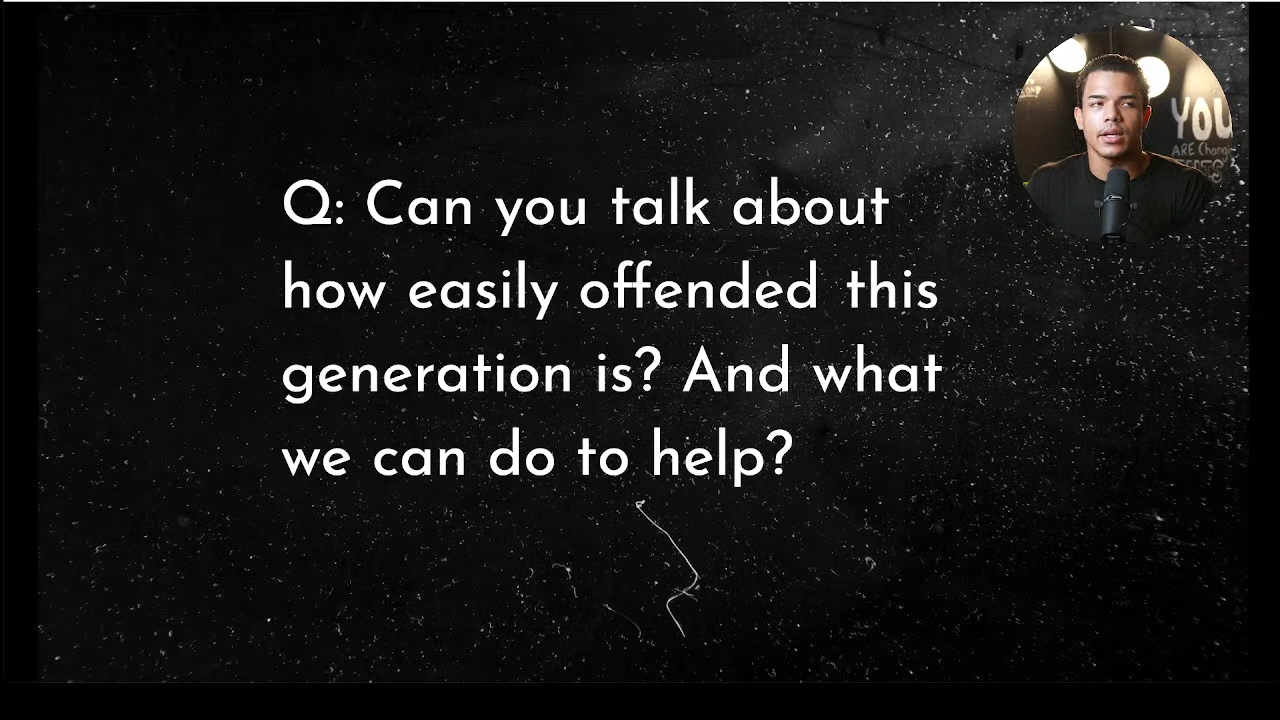 Q: Can you talk about
how easily offended this
generation is? And what
we can do to help?
YOU
ARE